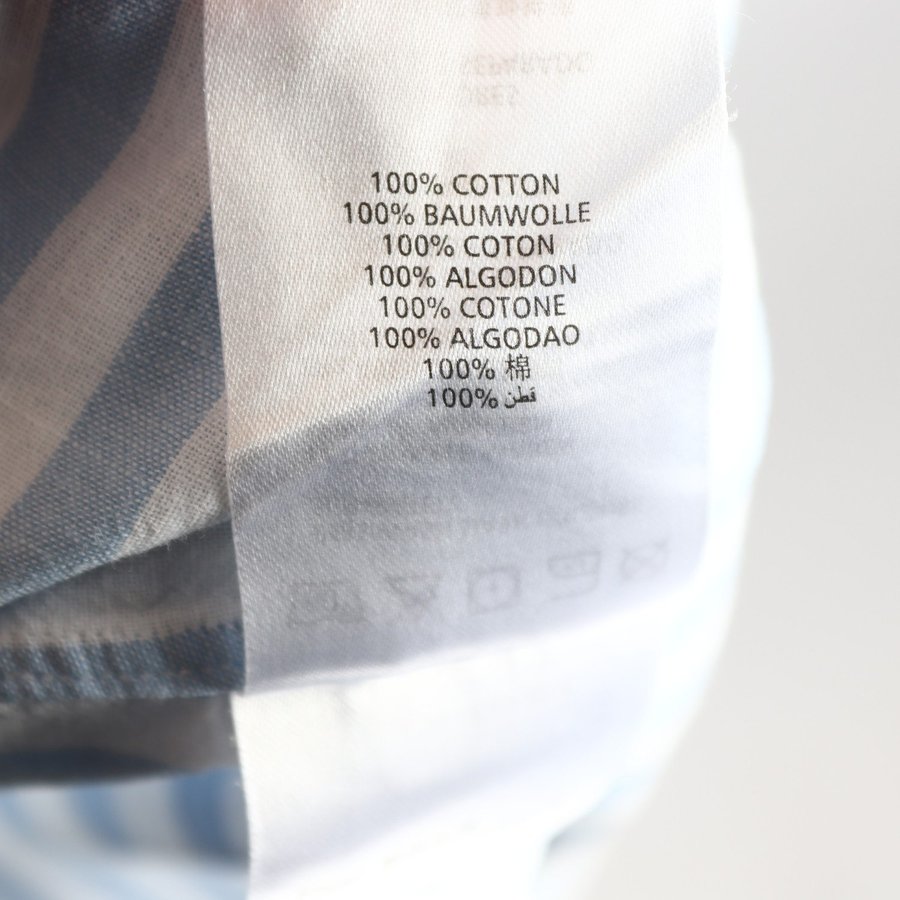 100% COTTON
100% BAUMWOLLE
100% COTON
100% ALGODON
100% COTONE
100% ALGODAO
100% 棉
100% قطن